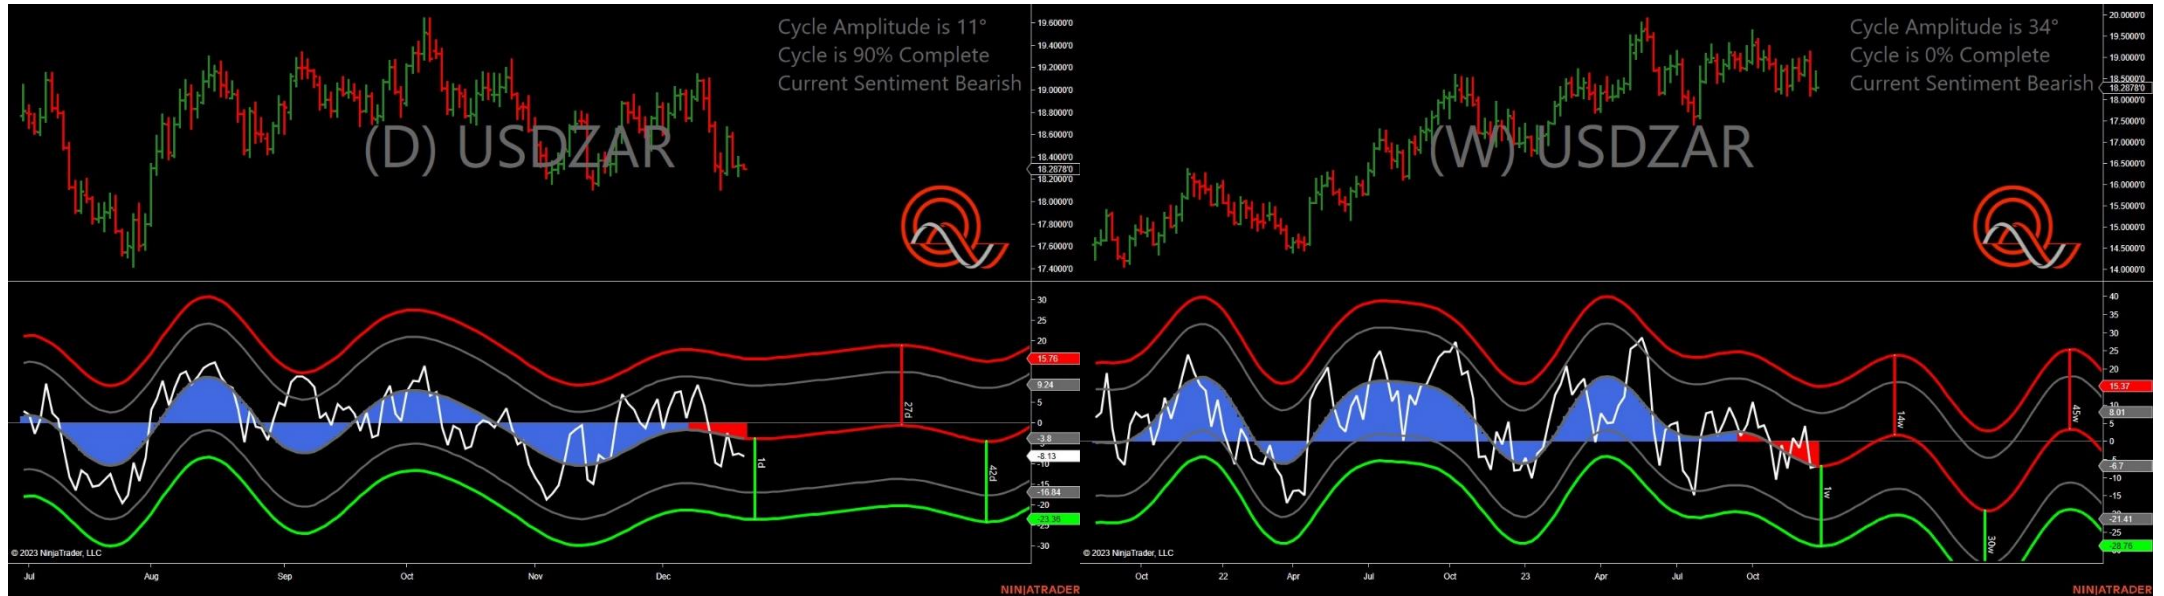 Cycle Amplitude is 11°
Cycle is 90% Complete
Current Sentiment Bearish
(D) USDZAR
19.6000'0
19.4000'0
19.2000'0
19.0000'0
18.6000'0
18.4000'0
18.2878'0
18.2000'0
18.0000'0
17.8000'0
17.6000'0
17.4000'0
30
25
20
15.76
9.24
5
0
-3.8
-8.13
-10
-16.84
-20
-23.36
-30
27d
1d
42d
© 2023 NinjaTrader, LLC
Jul
Aug
Sep
Oct
Nov
Dec
NINJATRADER
Cycle Amplitude is 34°
Cycle is 0% Complete
Current Sentiment Bearish
(W) USDZAR
20.0000'0
19.5000'0
19.0000'0
18.5000'0
18.2878'0
18.0000'0
17.5000'0
17.0000'0
16.5000'0
16.0000'0
15.5000'0
15.0000'0
14.5000'0
14.0000'0
40
35
30
25
20
15.37
8.01
5
0
-6.7
-10
-15
-21.41
-25
-28.76
14w
45w
1w
30w
© 2023 NinjaTrader, LLC
Oct
22
Apr
Jul
Oct
23
Apr
Jul
Oct
NINJATRADER